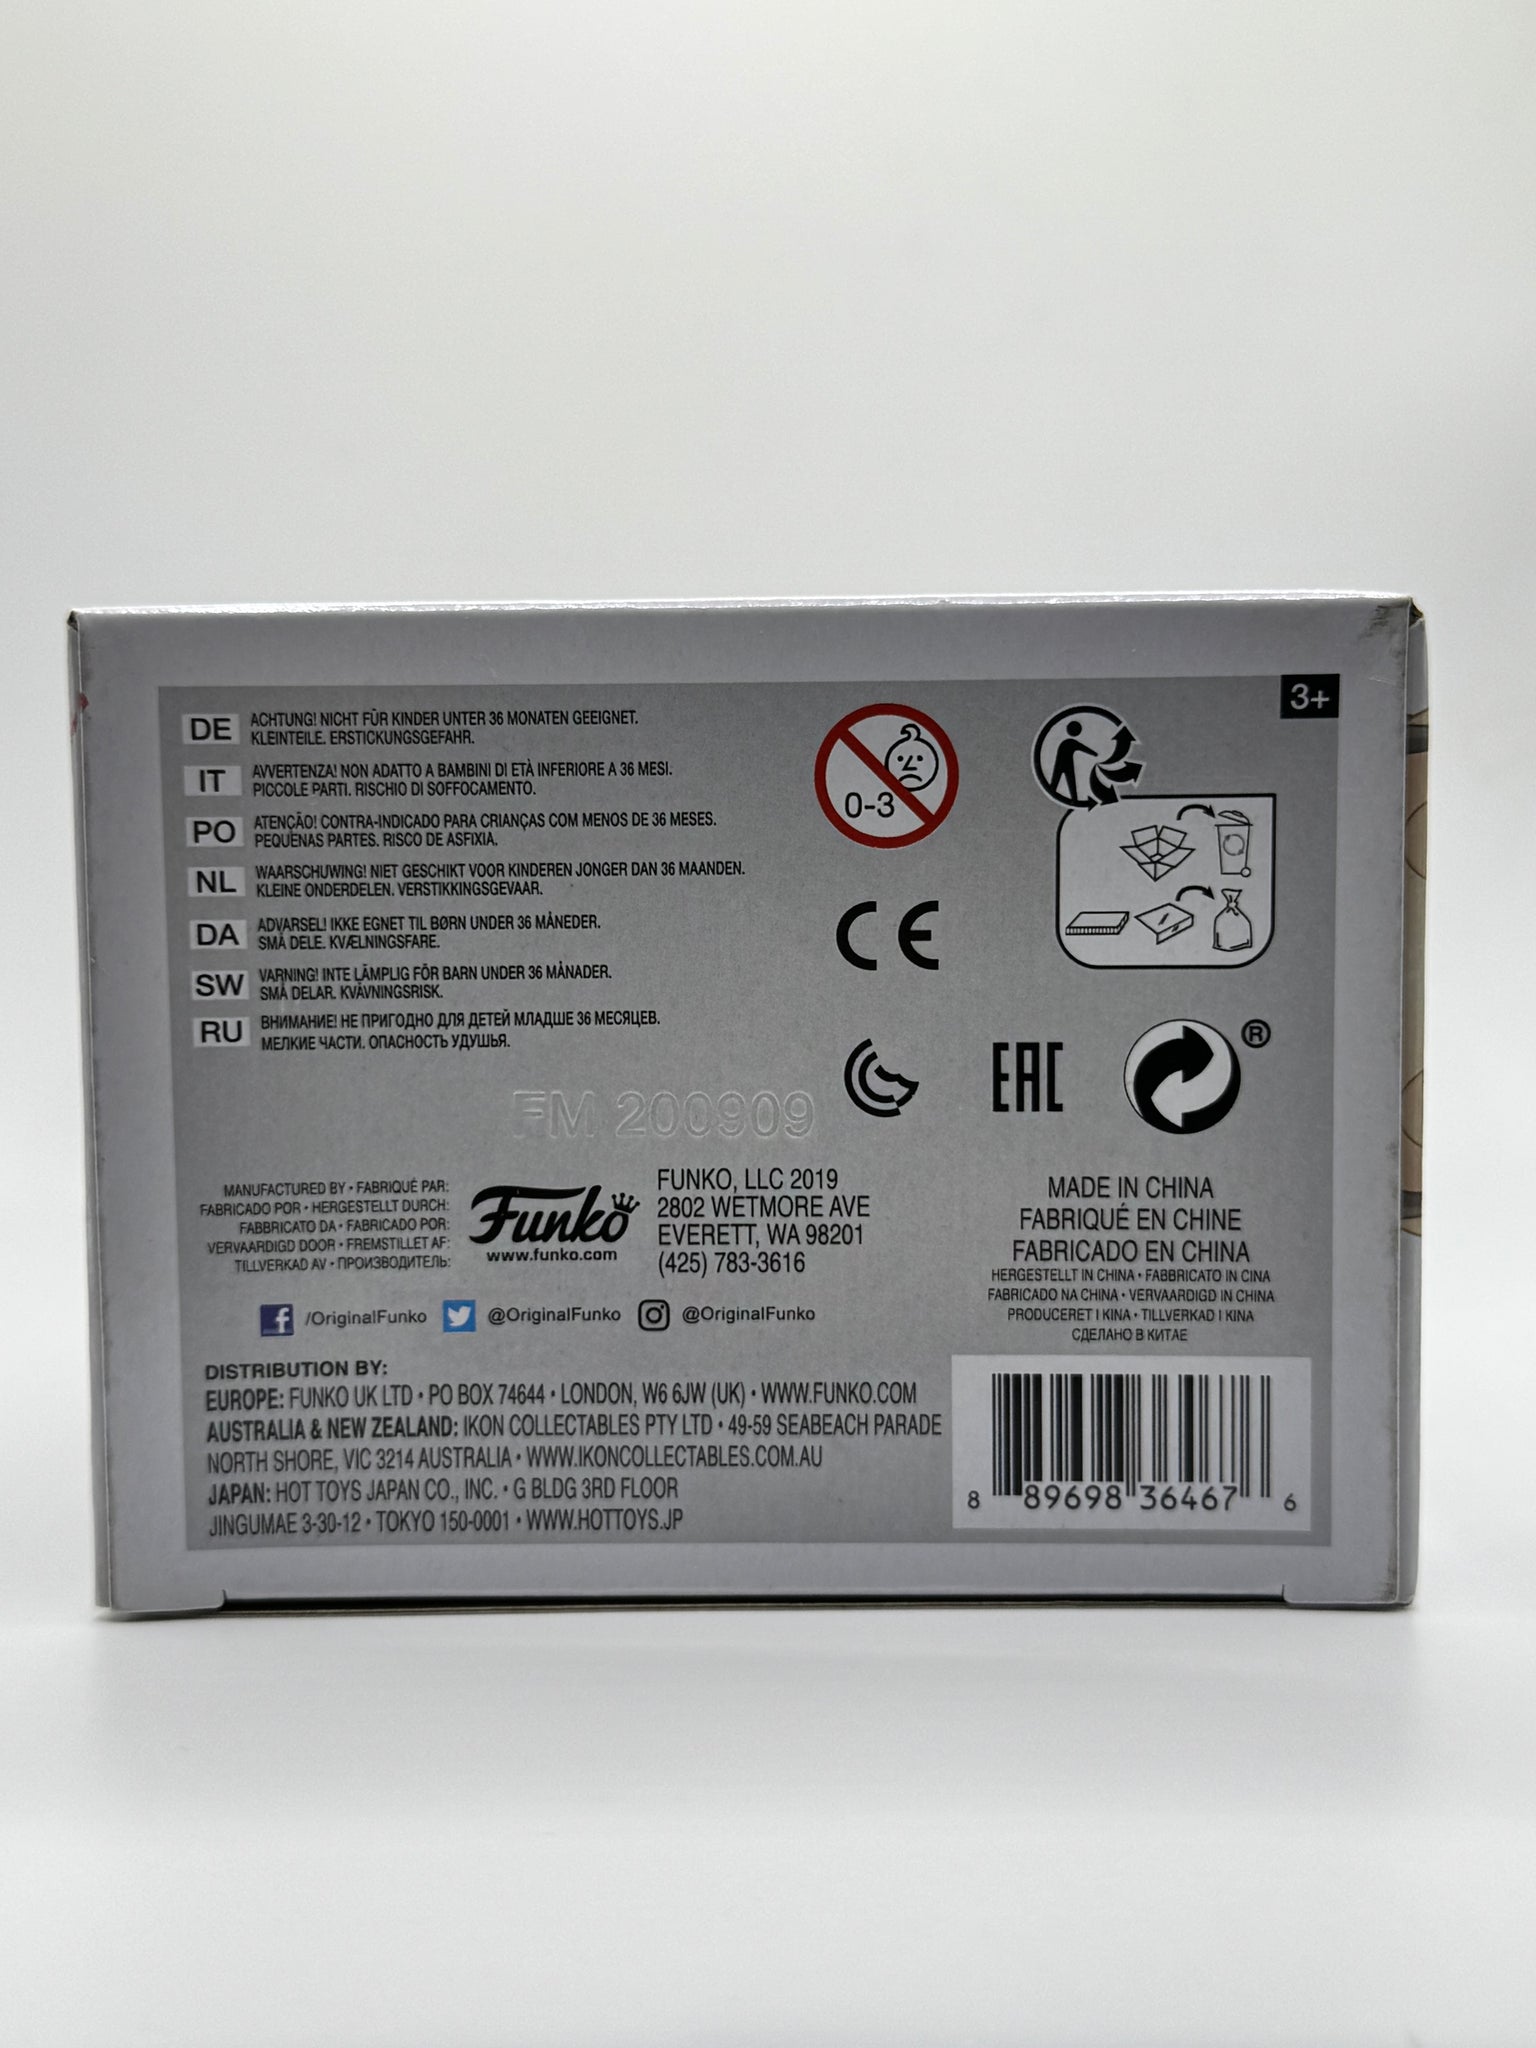 3+
DE ACHTUNG! NICHT FÜR KINDER UNTER 36 MONATEN GEEIGNET.
KLEINTEILE. ERSTICKUNGSGEFAHR.
IT AVVERTENZA! NON ADATTO A BAMBINI DI ETÀ INFERIORE A 36 MESI.
PICCOLE PARTI. RISCHIO DI SOFFOCAMENTO.
PO ATENÇÃO! CONTRA-INDICADO PARA CRIANÇAS COM MENOS DE 36 MESES.
PEQUENAS PARTES. RISCO DE ASFIXIA.
NL WAARSCHUWING! NIET GESCHIKT VOOR KINDEREN JONGER DAN 36 MAANDEN.
KLEINE ONDERDELEN. VERSTIKKINGSGEVAAR.
DA ADVARSEL! IKKE EGNET TIL BØRN UNDER 36 MÅNEDER.
SMÅ DELE. KVÆLNINGSFARE.
SW VARNING! INTE LÄMPLIG FÖR BARN UNDER 36 MÅNADER.
SMÅ DELAR. KVÄVNINGSRISK.
RU ВНИМАНИЕ! НЕ ПРИГОДНО ДЛЯ ДЕТЕЙ МЛАДШЕ 36 МЕСЯЦЕВ.
МЕЛКИЕ ЧАСТИ. ОПАСНОСТЬ УДУШЬЯ.
0-3
CE
EAC
®
FM 200909
MANUFACTURED BY • FABRIQUÉ PAR:
FABRICADO POR • HERGESTELLT DURCH:
FABBRICATO DA • FABRICADO POR:
VERVAARDIGD DOOR • FREMSTILLET AF:
TILLVERKAD AV • ПРОИЗВОДИТЕЛЬ:
Funko
www.funko.com
FUNKO, LLC 2019
2802 WETMORE AVE
EVERETT, WA 98201
(425) 783-3616
MADE IN CHINA
FABRIQUÉ EN CHINE
FABRICADO EN CHINA
HERGESTELLT IN CHINA • FABBRICATO IN CINA
FABRICADO NA CHINA • VERVAARDIGD IN CHINA
PRODUCERET I KINA • TILLVERKAD I KINA
СДЕЛАНО В КИТАЕ
/OriginalFunko @OriginalFunko @OriginalFunko
DISTRIBUTION BY:
EUROPE: FUNKO UK LTD • PO BOX 74644 • LONDON, W6 6JW (UK) • WWW.FUNKO.COM
AUSTRALIA & NEW ZEALAND: IKON COLLECTABLES PTY LTD • 49-59 SEABEACH PARADE
NORTH SHORE, VIC 3214 AUSTRALIA • WWW.IKONCOLLECTABLES.COM.AU
JAPAN: HOT TOYS JAPAN CO., INC. • G BLDG 3RD FLOOR
JINGUMAE 3-30-12 • TOKYO 150-0001 • WWW.HOTTOYS.JP
8 89698 36467 6